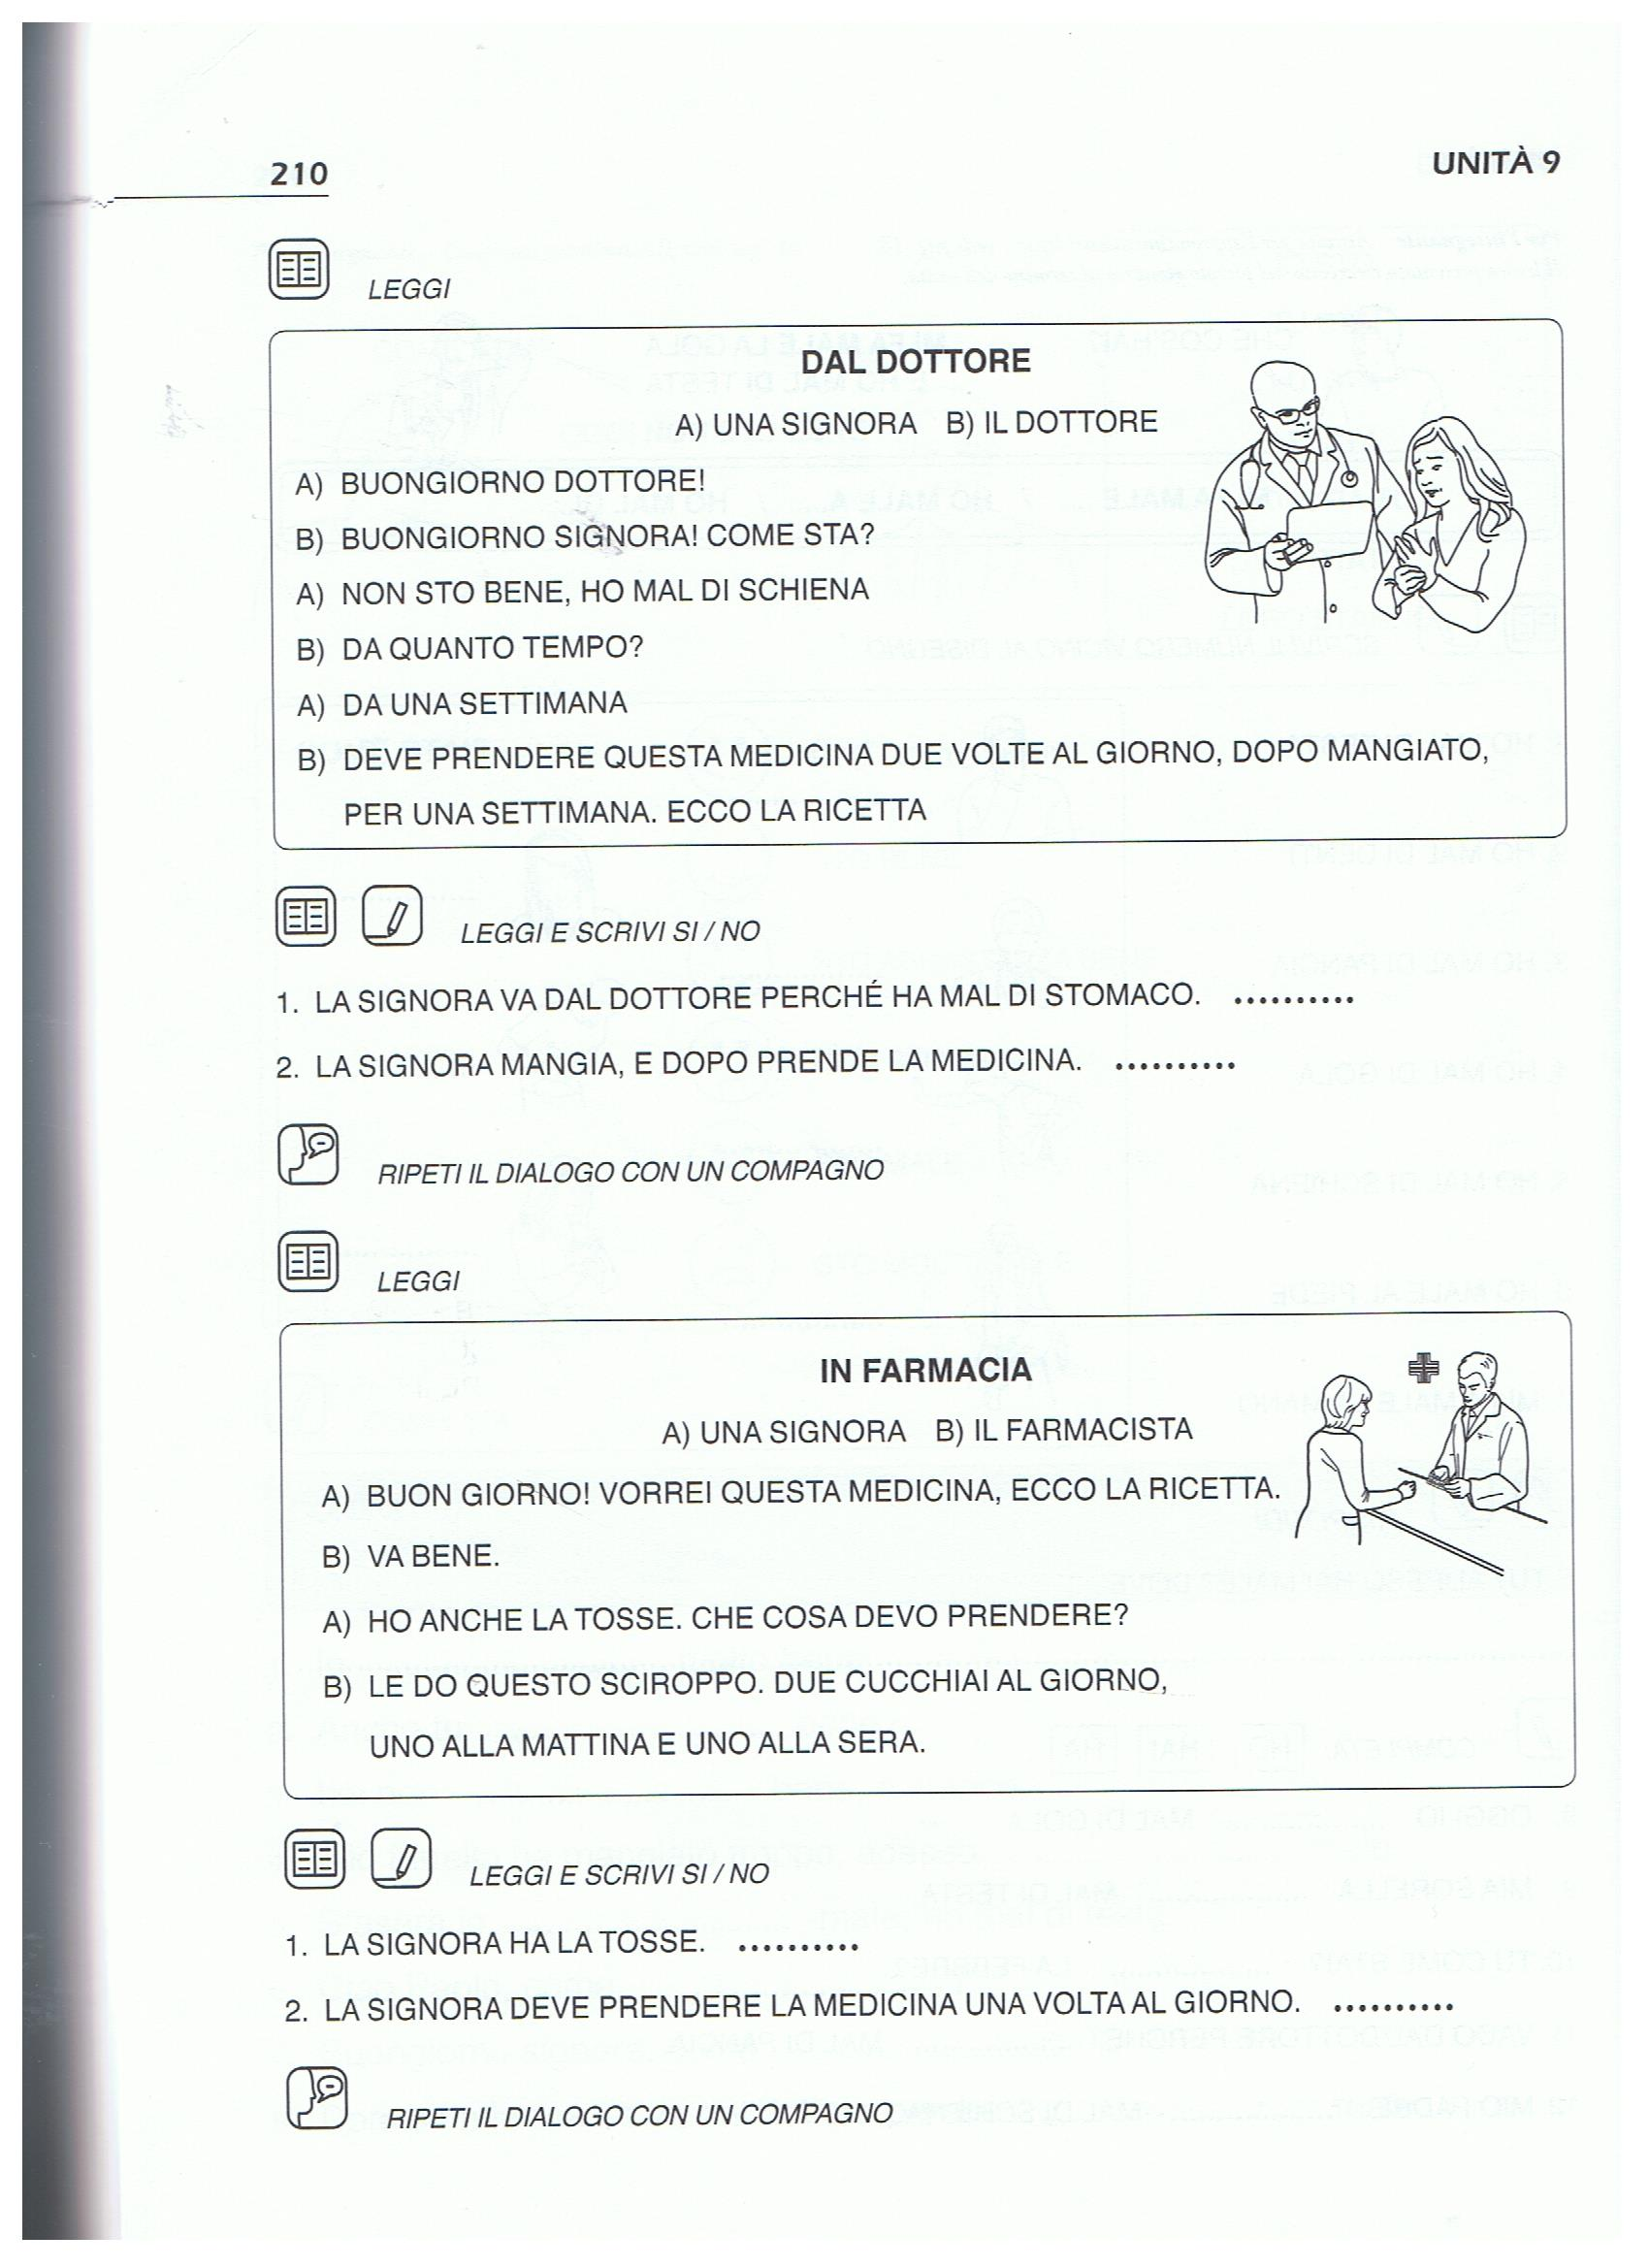 210
UNITÀ 9
LEGGI
DAL DOTTORE
A) UNA SIGNORA B) IL DOTTORE
A) BUONGIORNO DOTTORE!
B) BUONGIORNO SIGNORA! COME STA?
A) NON STO BENE, HO MAL DI SCHIENA
B) DA QUANTO TEMPO?
A) DA UNA SETTIMANA
B) DEVE PRENDERE QUESTA MEDICINA DUE VOLTE AL GIORNO, DOPO MANGIATO,
PER UNA SETTIMANA. ECCO LA RICETTA
LEGGI E SCRIVI SI / NO
1. LA SIGNORA VA DAL DOTTORE PERCHÉ HA MAL DI STOMACO. ..........
2. LA SIGNORA MANGIA, E DOPO PRENDE LA MEDICINA. ..........
RIPETI IL DIALOGO CON UN COMPAGNO
LEGGI
IN FARMACIA
A) UNA SIGNORA B) IL FARMACISTA
A) BUON GIORNO! VORREI QUESTA MEDICINA, ECCO LA RICETTA.
B) VA BENE.
A) HO ANCHE LA TOSSE. CHE COSA DEVO PRENDERE?
B) LE DO QUESTO SCIROPPO. DUE CUCCHIAI AL GIORNO,
UNO ALLA MATTINA E UNO ALLA SERA.
LEGGI E SCRIVI SI / NO
1. LA SIGNORA HA LA TOSSE. ..........
2. LA SIGNORA DEVE PRENDERE LA MEDICINA UNA VOLTA AL GIORNO. ..........
RIPETI IL DIALOGO CON UN COMPAGNO